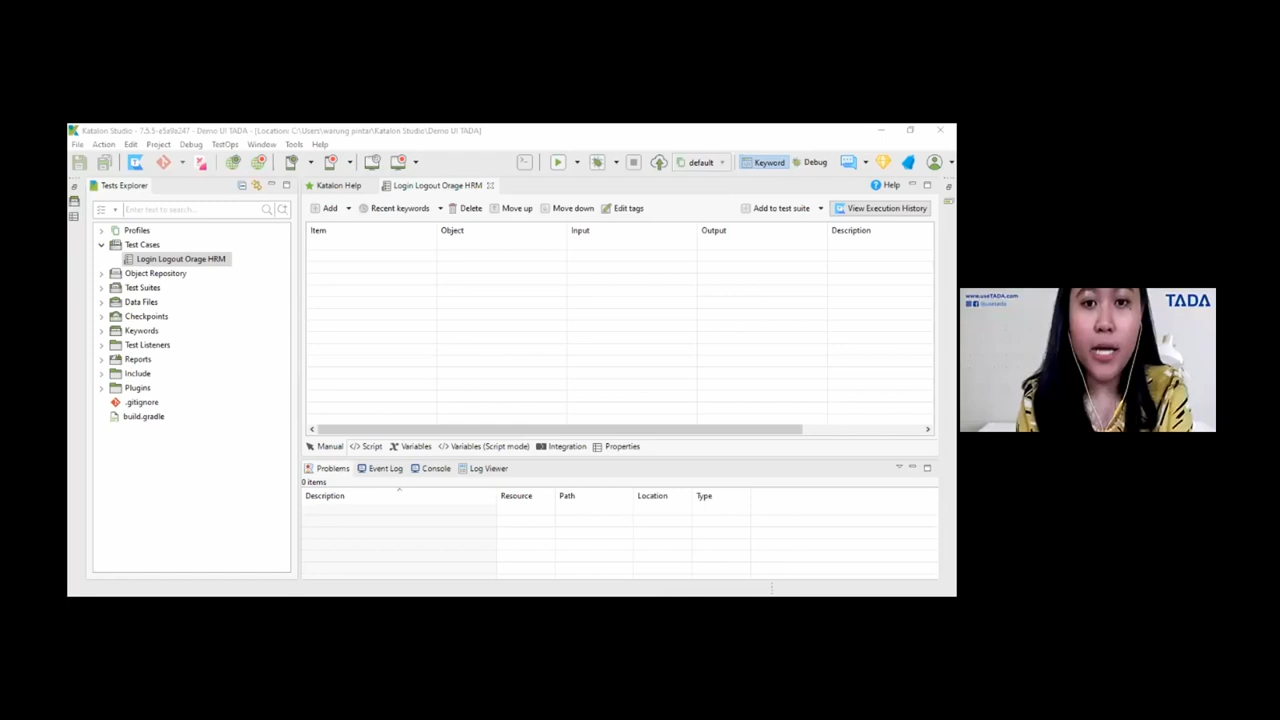 Katalon Studio - 7.5.5-e5a9a247 - Demo UI TADA - [Location: C:\Users\warung pintar\Katalon Studio\Demo UI TADA]
File Action Edit Project Debug TestOps Window Tools Help
default Keyword Debug
Tests Explorer
Enter text to search...
Profiles
Test Cases
Login Logout Orage HRM
Object Repository
Test Suites
Data Files
Checkpoints
Keywords
Test Listeners
Reports
Include
Plugins
.gitignore
build.gradle
Katalon Help Login Logout Orage HRM Help
Add Recent keywords Delete Move up Move down Edit tags Add to test suite View Execution History
Item Object Input Output Description
Manual </> Script Variables </> Variables (Script mode) Integration Properties
Problems Event Log Console Log Viewer
0 items
Description Resource Path Location Type
www.useTADA.com
@usetada
TADA